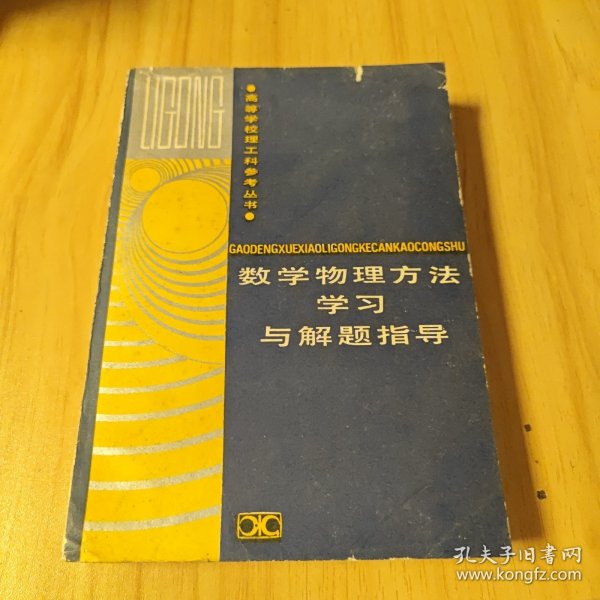 LIGONG
●高等学校理工科参考丛书●
GAODENGXUEXIAOLIGONGKECANKAOCONGSHU
数学物理方法
学习
与解题指导
孔夫子旧书网
www.kongfz.com